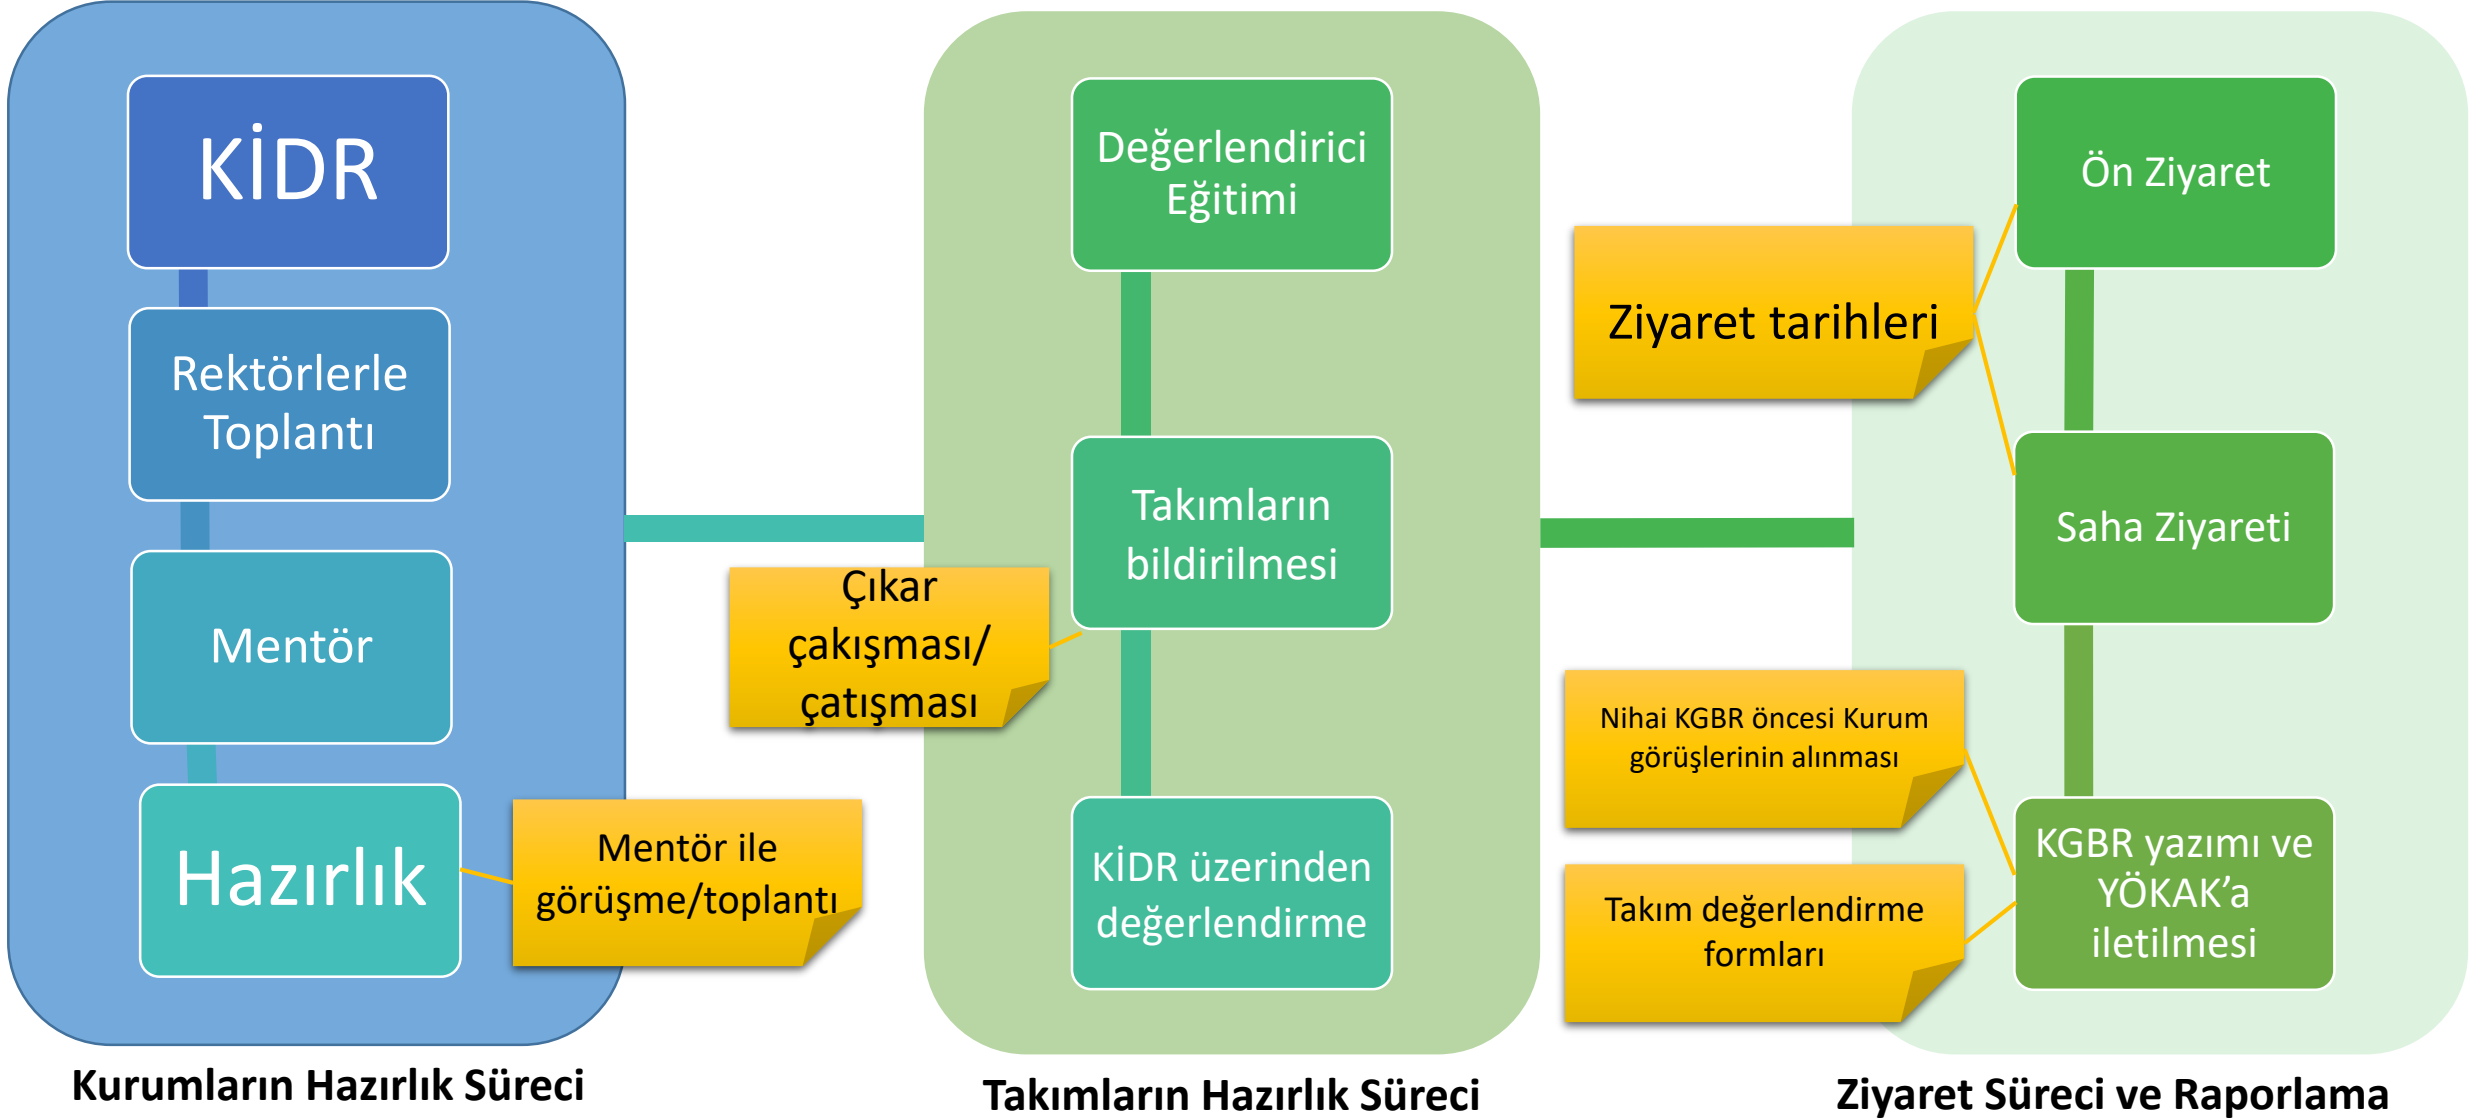 KİDR
Rektörlerle
Toplantı
Mentör
Hazırlık
Mentör ile
görüşme/toplantı
Kurumların Hazırlık Süreci
Değerlendirici
Eğitimi
Takımların
bildirilmesi
Çıkar
çakışması/
çatışması
KİDR üzerinden
değerlendirme
Takımların Hazırlık Süreci
Ön Ziyaret
Ziyaret tarihleri
Saha Ziyareti
Nihai KGBR öncesi Kurum
görüşlerinin alınması
KGBR yazımı ve
YÖKAK’a
iletilmesi
Takım değerlendirme
formları
Ziyaret Süreci ve Raporlama